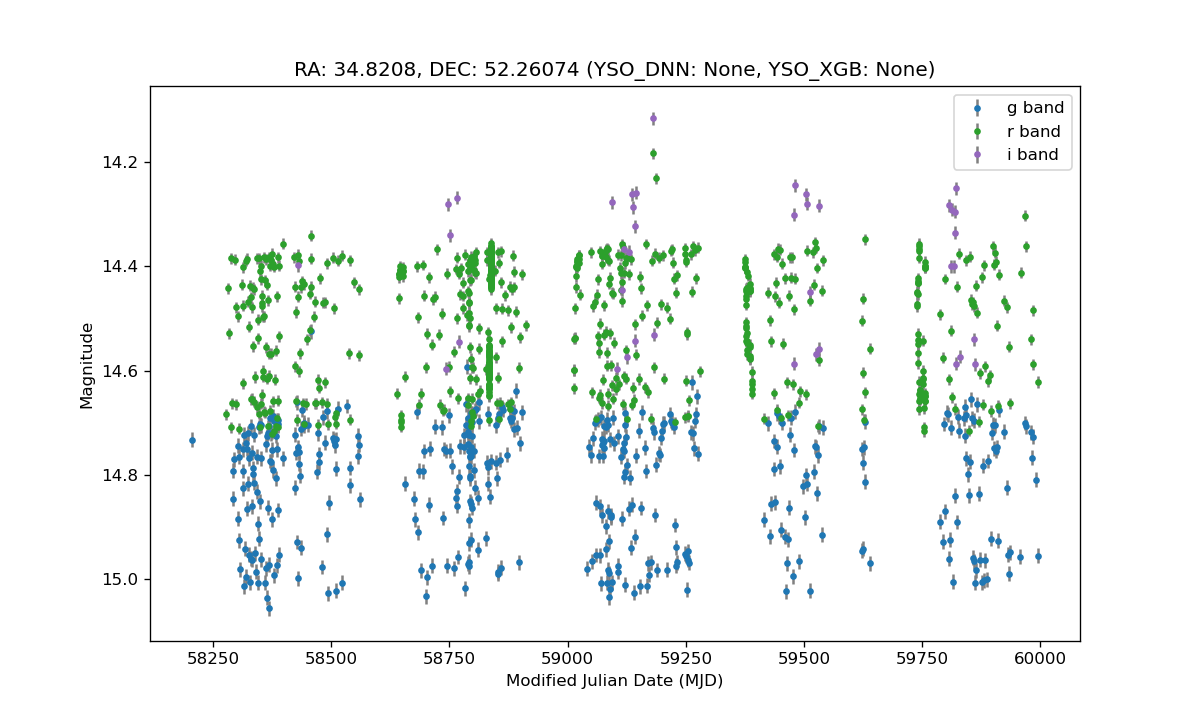 RA: 34.8208, DEC: 52.26074 (YSO_DNN: None, YSO_XGB: None)
g band
r band
i band
14.2
14.4
14.6
14.8
15.0
Magnitude
58250 58500 58750 59000 59250 59500 59750 60000
Modified Julian Date (MJD)